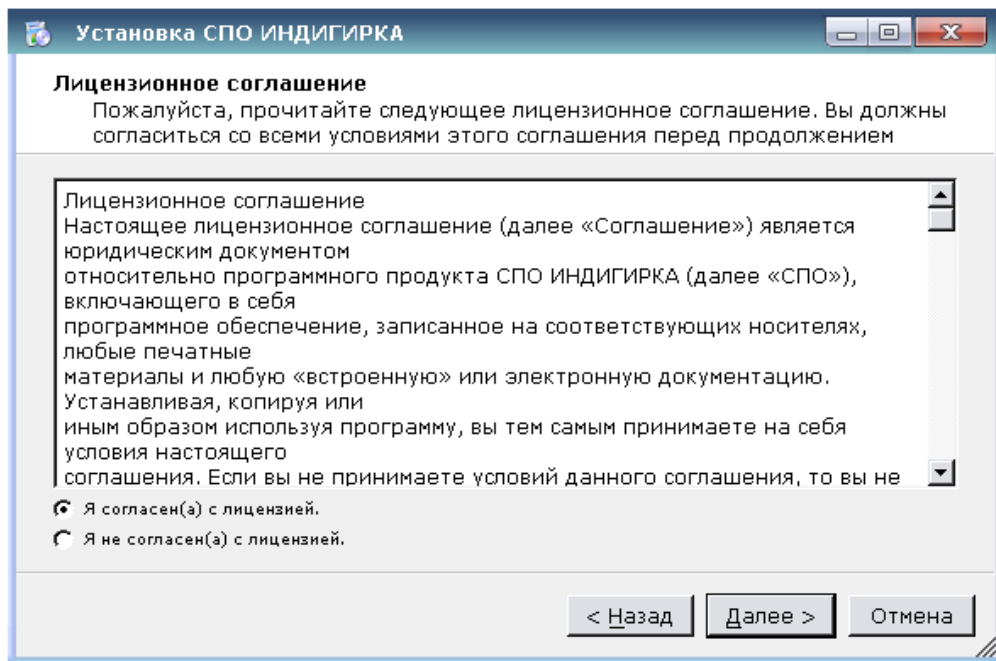 Установка СПО ИНДИГИРКА
Лицензионное соглашение
Пожалуйста, прочитайте следующее лицензионное соглашение. Вы должны
согласиться со всеми условиями этого соглашения перед продолжением
Лицензионное соглашение
Настоящее лицензионное соглашение (далее «Соглашение») является
юридическим документом
относительно программного продукта СПО ИНДИГИРКА (далее «СПО»),
включающего в себя
программное обеспечение, записанное на соответствующих носителях,
любые печатные
материалы и любую «встроенную» или электронную документацию.
Устанавливая, копируя или
иным образом используя программу, вы тем самым принимаете на себя
условия настоящего
соглашения. Если вы не принимаете условий данного соглашения, то вы не
Я согласен(а) с лицензией.
Я не согласен(а) с лицензией.
< Назад Далее > Отмена